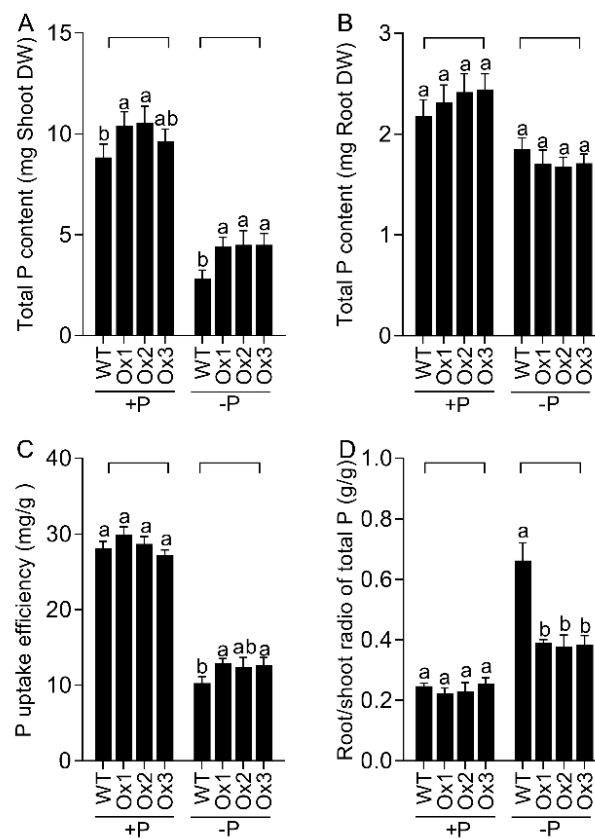 A
Total P content (mg Shoot DW)
15
10
5
0
b a a ab
b a a a
WT Ox1 Ox2 Ox3 WT Ox1 Ox2 Ox3
+P -P
B
Total P content (mg Root DW)
3
2
1
0
a a a a
a a a a
WT Ox1 Ox2 Ox3 WT Ox1 Ox2 Ox3
+P -P
C
P uptake efficiency (mg/g)
40
30
20
10
0
a a a a
b a ab a
WT Ox1 Ox2 Ox3 WT Ox1 Ox2 Ox3
+P -P
D
Root/shoot radio of total P (g/g)
1.0
0.8
0.6
0.4
0.2
0.0
a a a a
a b b b
WT Ox1 Ox2 Ox3 WT Ox1 Ox2 Ox3
+P -P